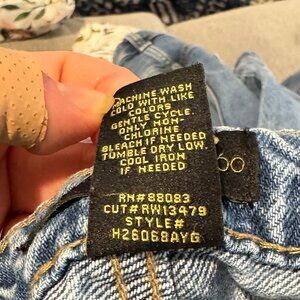 MACHINE WASH
COLD WITH LIKE
COLORS
GENTLE CYCLE.
ONLY NON-
CHLORINE
BLEACH IF NEEDED
TUMBLE DRY LOW.
COOL IRON
IF NEEDED
RN#88083
CUT#RW13479
STYLE#
H26068AYG